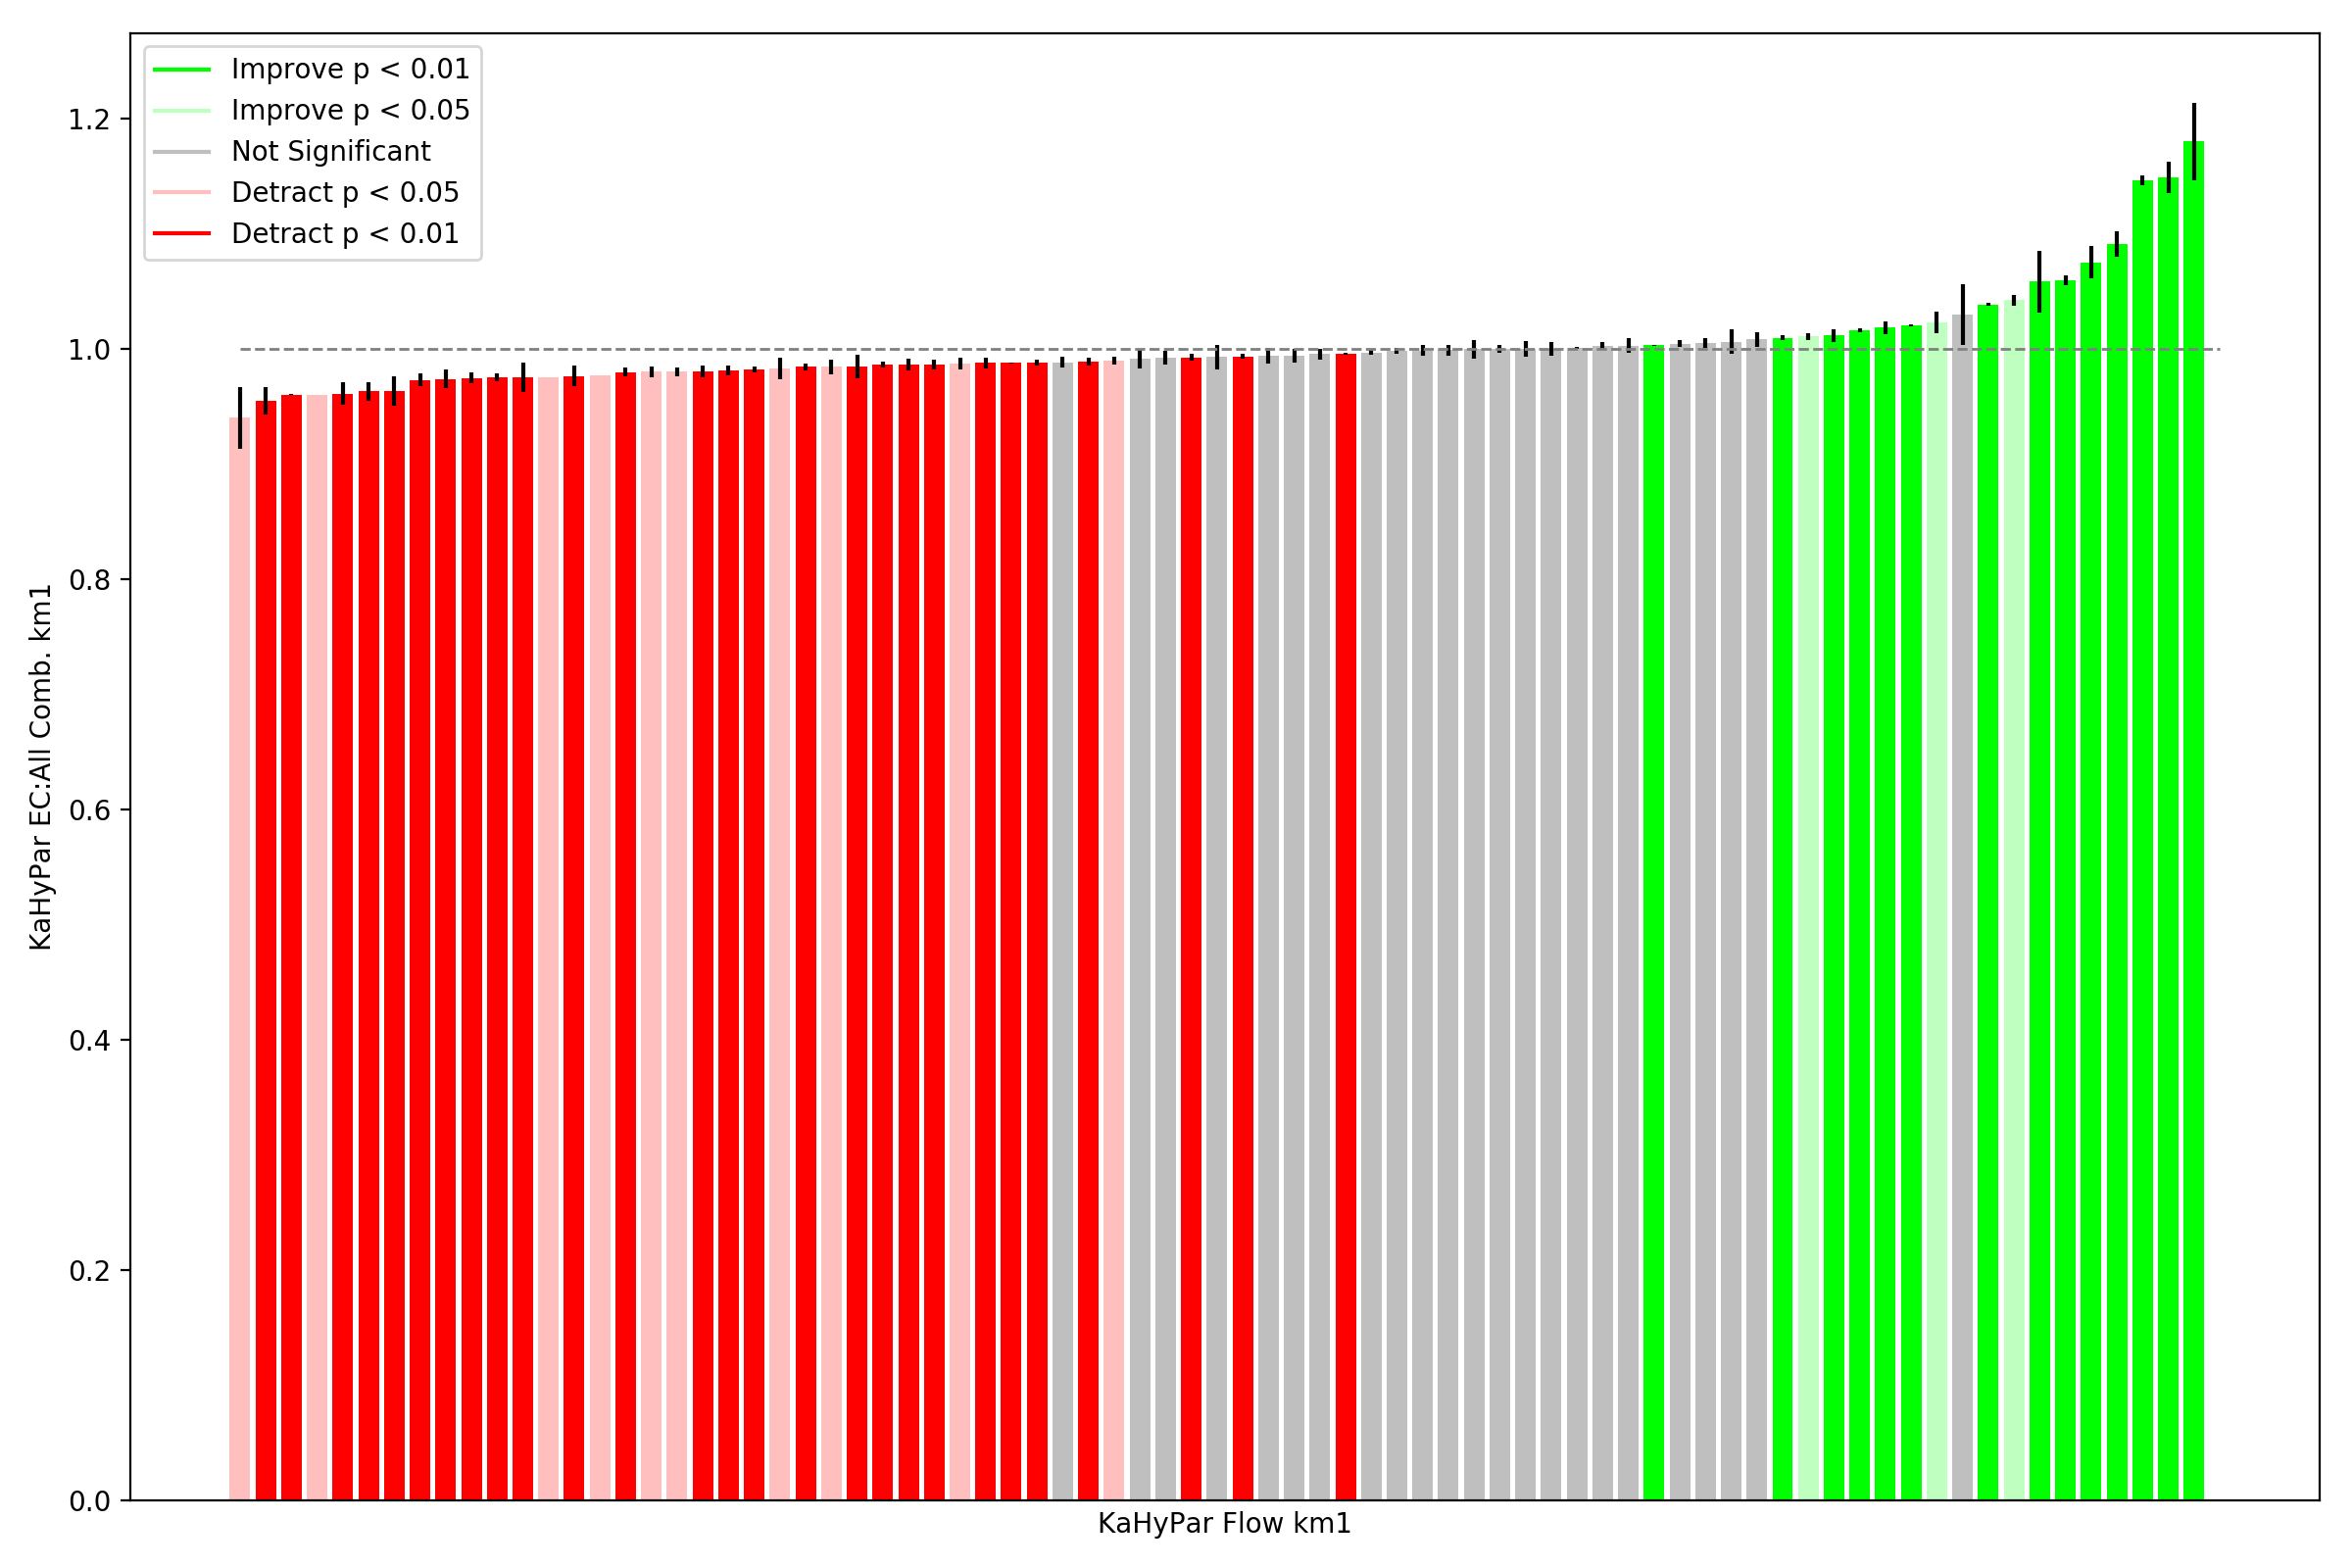 Improve p < 0.01
Improve p < 0.05
Not Significant
Detract p < 0.05
Detract p < 0.01
1.2
1.0
0.8
0.6
0.4
0.2
0.0
KaHyPar EC:All Comb. km1
KaHyPar Flow km1